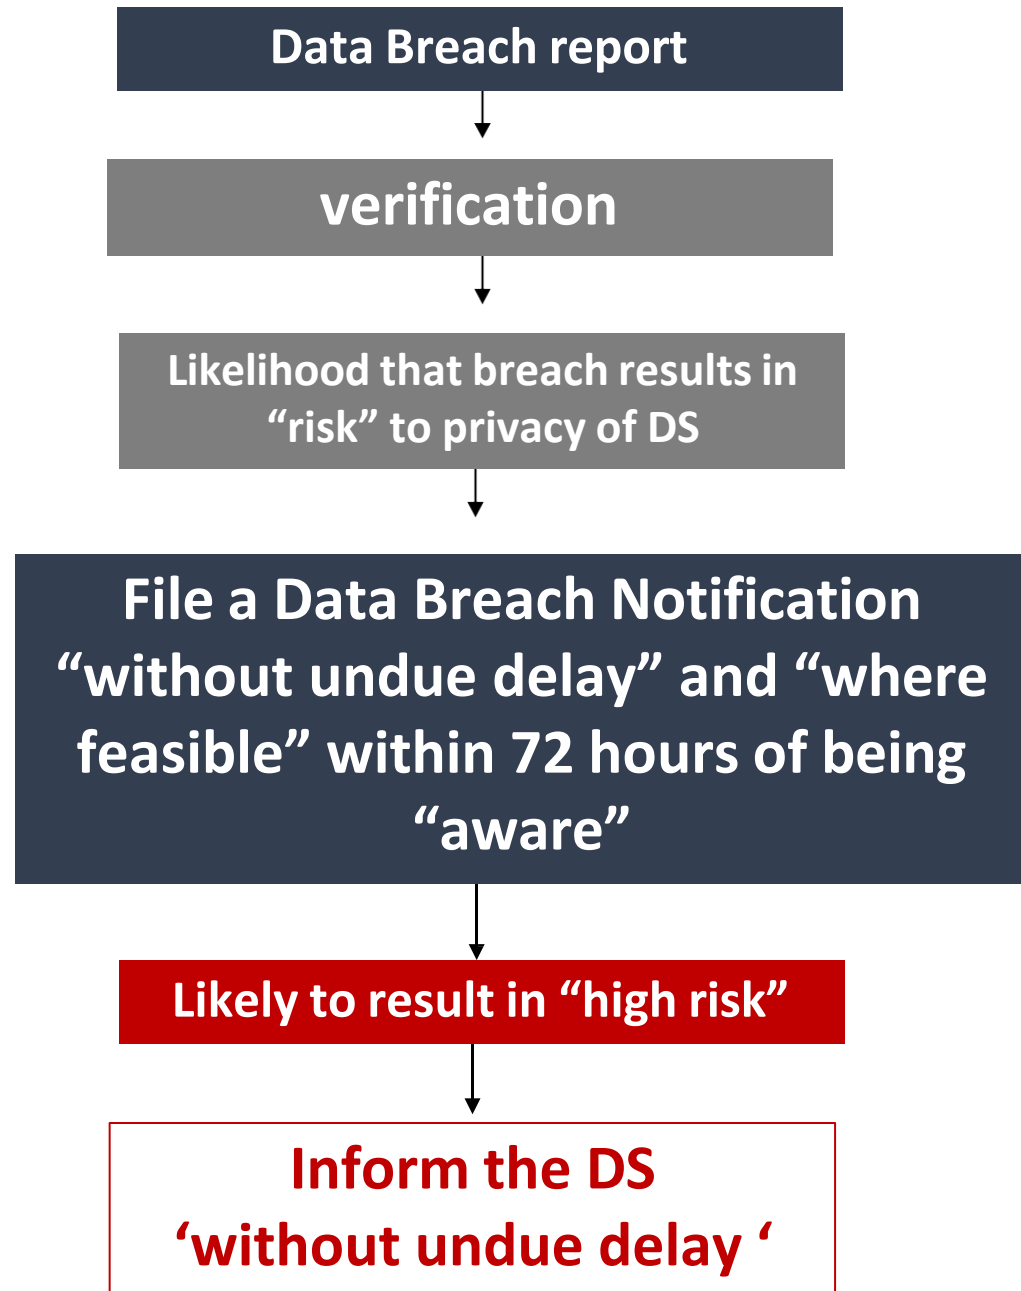 Data Breach report
verification
Likelihood that breach results in
“risk” to privacy of DS
File a Data Breach Notification
“without undue delay” and “where
feasible” within 72 hours of being
“aware”
Likely to result in “high risk”
Inform the DS
‘without undue delay ‘